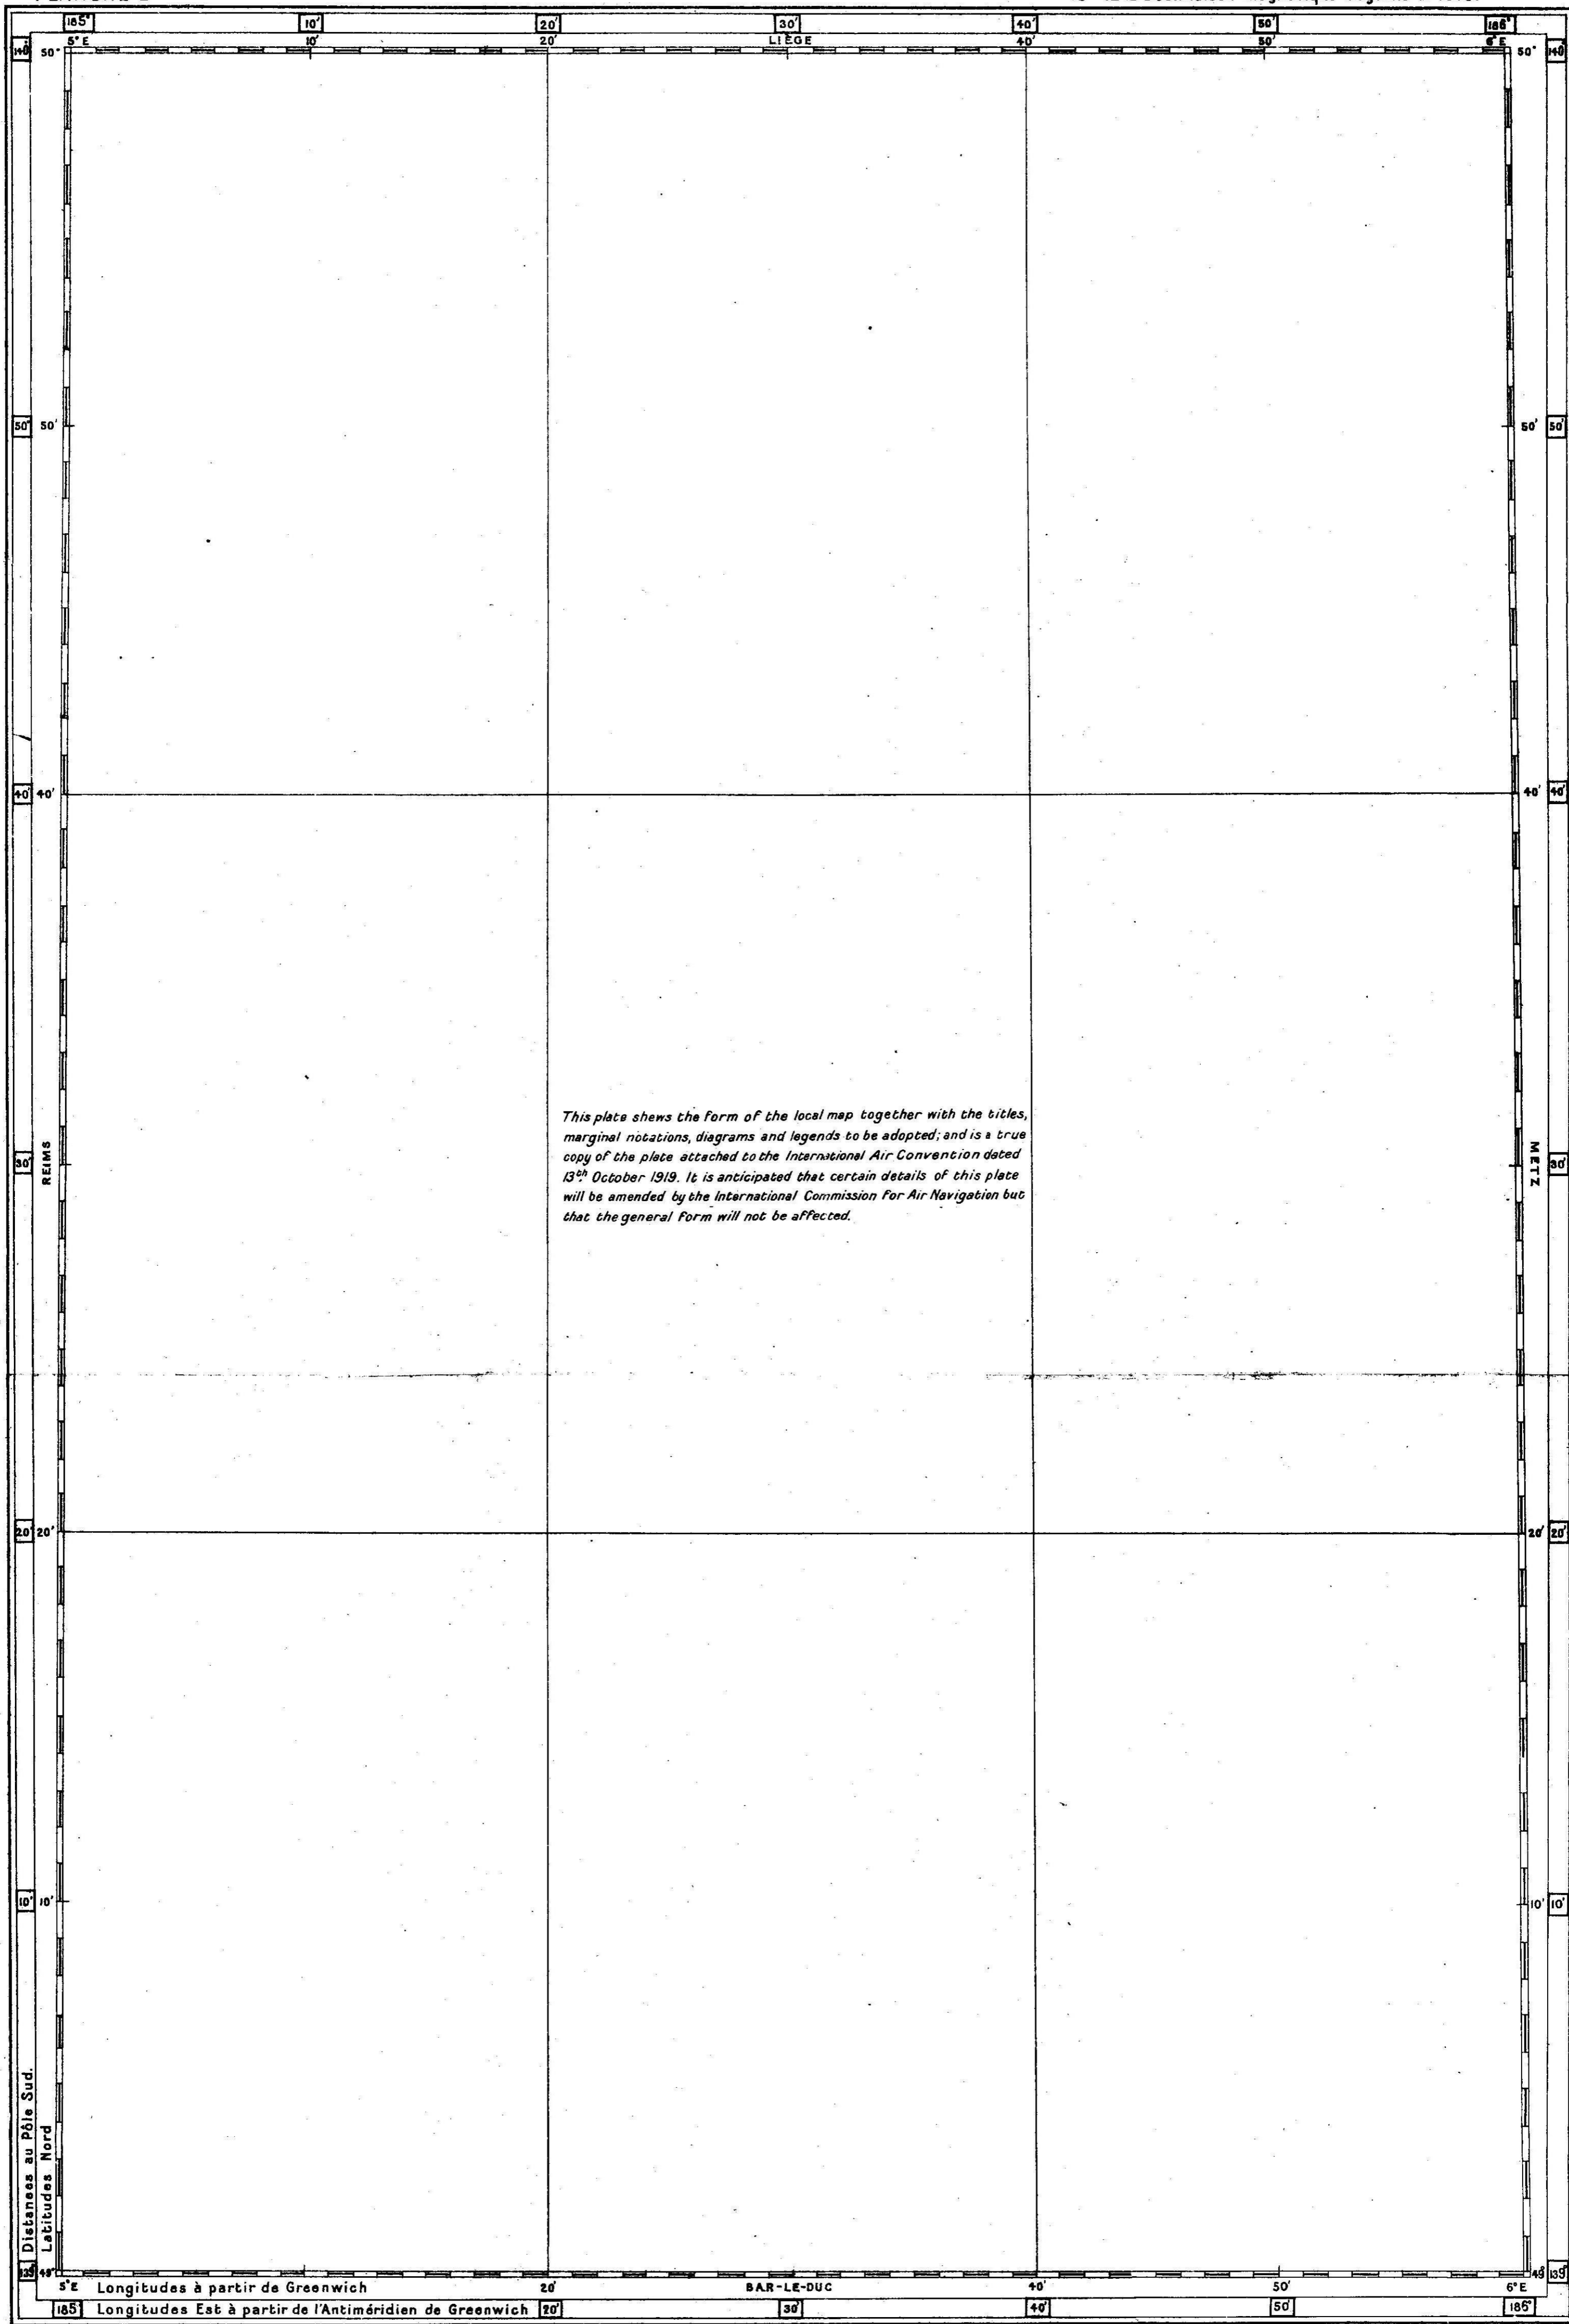 185° 10' 20' 30' 40' 50' 186°
5° E 10' 20' LIÈGE 40' 50' 6° E
140° 50° 50° 140°
50' 50' 50' 50'
40' 40' 40' 40'
This plate shews the form of the local map together with the titles,
marginal notations, diagrams and legends to be adopted; and is a true
copy of the plate attached to the International Air Convention dated
13th October 1919. It is anticipated that certain details of this plate
will be amended by the International Commission for Air Navigation but
that the general form will not be affected.
30' REIMS METZ 30'
20' 20' 20' 20'
10' 10' 10' 10'
Distances au Pôle Sud.
Latitudes Nord
139° 49° 49° 139°
5° E Longitudes à partir de Greenwich 20' BAR-LE-DUC 40' 50' 6° E
185° Longitudes Est à partir de l'Antiméridien de Greenwich 20' 30' 40' 50' 186°